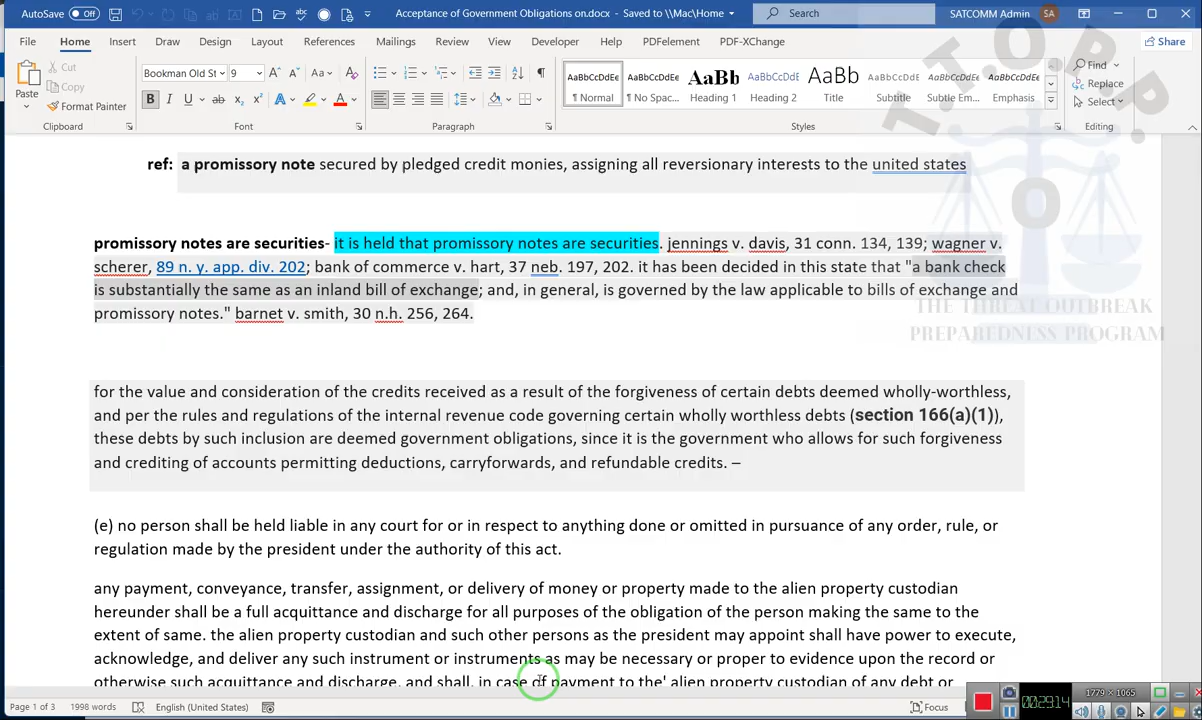 AutoSave Off Acceptance of Government Obligations on.docx - Saved to \\Mac\Home Search SATCOMM Admin SA
File Home Insert Draw Design Layout References Mailings Review View Developer Help PDFelement PDF-XChange Share
Paste Cut Copy Format Painter
Bookman Old St 9
AaBbCcDdEe AaBbCcDdEe AaBb AaBbCcDd AaBb AaBbCcDd AaBbCcDdEe AaBbCcDdEe
¶ Normal ¶ No Spac... Heading 1 Heading 2 Title Subtitle Subtle Em... Emphasis
Find Replace Select
Clipboard Font Paragraph Styles Editing
T.T.O.P.P.
ref: a promissory note secured by pledged credit monies, assigning all reversionary interests to the united states
promissory notes are securities- it is held that promissory notes are securities. jennings v. davis, 31 conn. 134, 139; wagner v.
scherer, 89 n. y. app. div. 202; bank of commerce v. hart, 37 neb. 197, 202. it has been decided in this state that "a bank check
is substantially the same as an inland bill of exchange; and, in general, is governed by the law applicable to bills of exchange and
promissory notes." barnet v. smith, 30 n.h. 256, 264.
THE THREAT OUTBREAK
PREPAREDNESS PROGRAM
for the value and consideration of the credits received as a result of the forgiveness of certain debts deemed wholly-worthless,
and per the rules and regulations of the internal revenue code governing certain wholly worthless debts (section 166(a)(1)),
these debts by such inclusion are deemed government obligations, since it is the government who allows for such forgiveness
and crediting of accounts permitting deductions, carryforwards, and refundable credits. –
(e) no person shall be held liable in any court for or in respect to anything done or omitted in pursuance of any order, rule, or
regulation made by the president under the authority of this act.
any payment, conveyance, transfer, assignment, or delivery of money or property made to the alien property custodian
hereunder shall be a full acquittance and discharge for all purposes of the obligation of the person making the same to the
extent of same. the alien property custodian and such other persons as the president may appoint shall have power to execute,
acknowledge, and deliver any such instrument or instruments as may be necessary or proper to evidence upon the record or
otherwise such acquittance and discharge, and shall, in case of payment to the' alien property custodian of any debt or
Page 1 of 3 1998 words English (United States) Focus
1779 × 1065